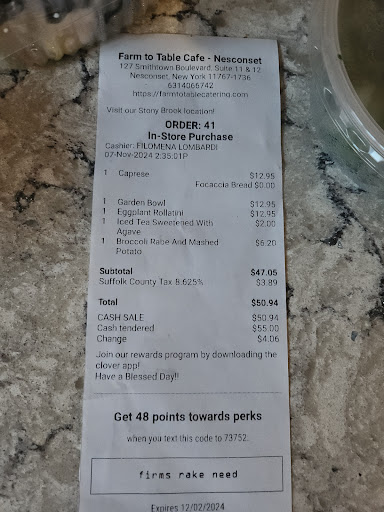 Farm to Table Cafe - Nesconset
127 Smithtown Boulevard, Suite 11 & 12
Nesconset, New York 11767-1736
6314066742
https://farmtotablecatering.com
Visit our Stony Brook location!
ORDER: 41
In-Store Purchase
Cashier: FILOMENA LOMBARDI
07-Nov-2024 2:35:01P
1 Caprese $12.95
Focaccia Bread $0.00
1 Garden Bowl $12.95
1 Eggplant Rollatini $12.95
1 Iced Tea Sweetened With $2.00
Agave
1 Broccoli Rabe And Mashed $6.20
Potato
Subtotal $47.05
Suffolk County Tax 8.625% $3.89
Total $50.94
CASH SALE $50.94
Cash tendered $55.00
Change $4.06
Join our rewards program by downloading the
clover app!
Have a Blessed Day!!
Get 48 points towards perks
when you text this code to 73752.
firms rake need
Expires 12/02/2024